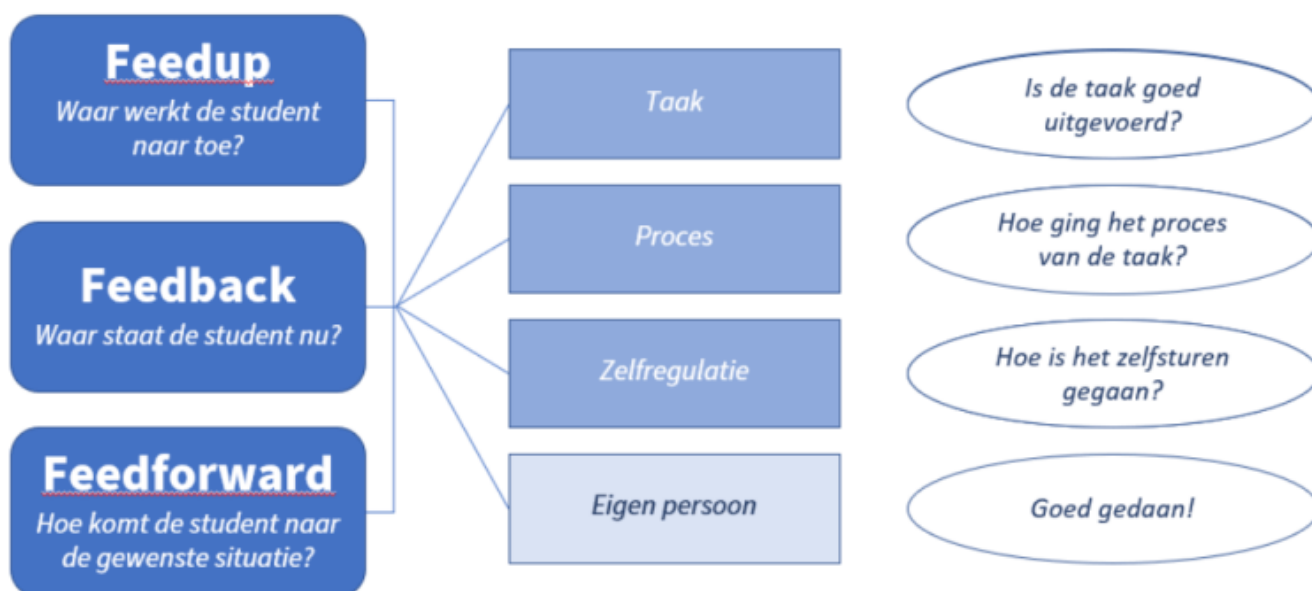 Feedup
Waar werkt de student
naar toe?
Feedback
Waar staat de student nu?
Feedforward
Hoe komt de student naar
de gewenste situatie?
Taak
Proces
Zelfregulatie
Eigen persoon
Is de taak goed
uitgevoerd?
Hoe ging het proces
van de taak?
Hoe is het zelfsturen
gegaan?
Goed gedaan!